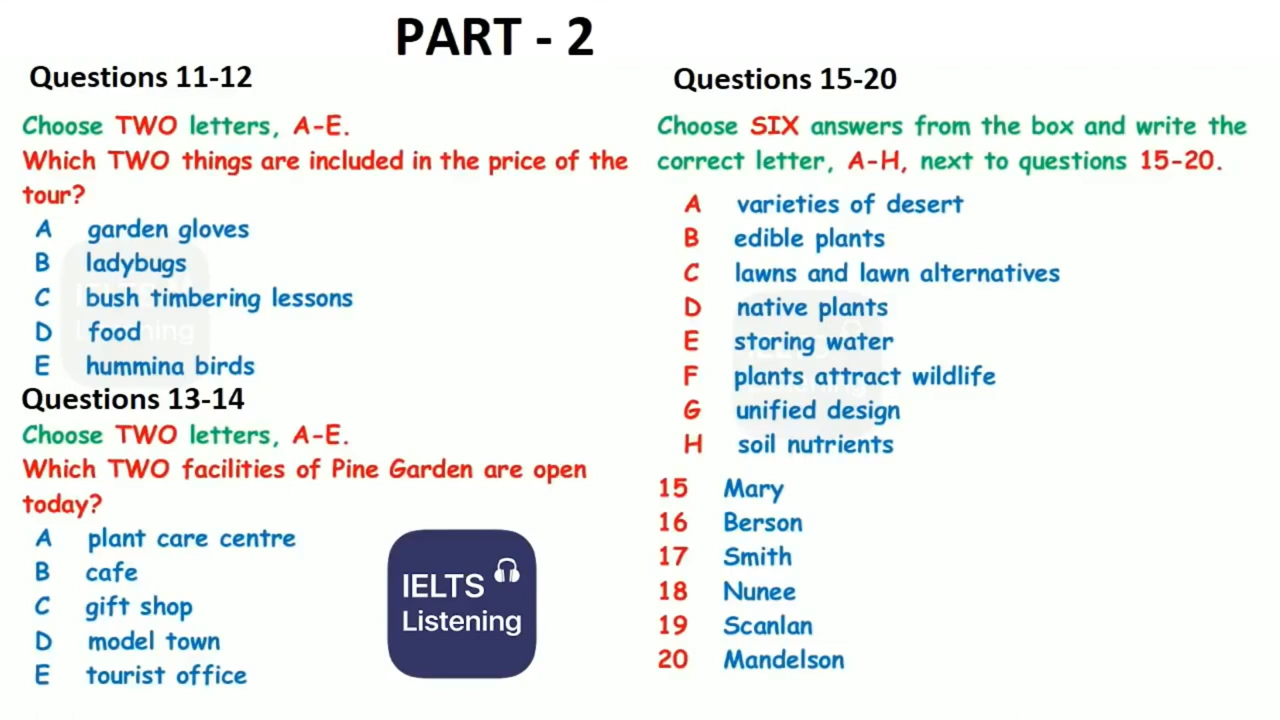 PART - 2
Questions 11-12
Choose TWO letters, A-E.
Which TWO things are included in the price of the
tour?
A garden gloves
B ladybugs
C bush timbering lessons
D food
E hummina birds
Questions 13-14
Choose TWO letters, A-E.
Which TWO facilities of Pine Garden are open
today?
A plant care centre
B cafe
C gift shop
D model town
E tourist office
IELTS
Listening
Questions 15-20
Choose SIX answers from the box and write the
correct letter, A-H, next to questions 15-20.
A varieties of desert
B edible plants
C lawns and lawn alternatives
D native plants
E storing water
F plants attract wildlife
G unified design
H soil nutrients
15 Mary
16 Berson
17 Smith
18 Nunee
19 Scanlan
20 Mandelson